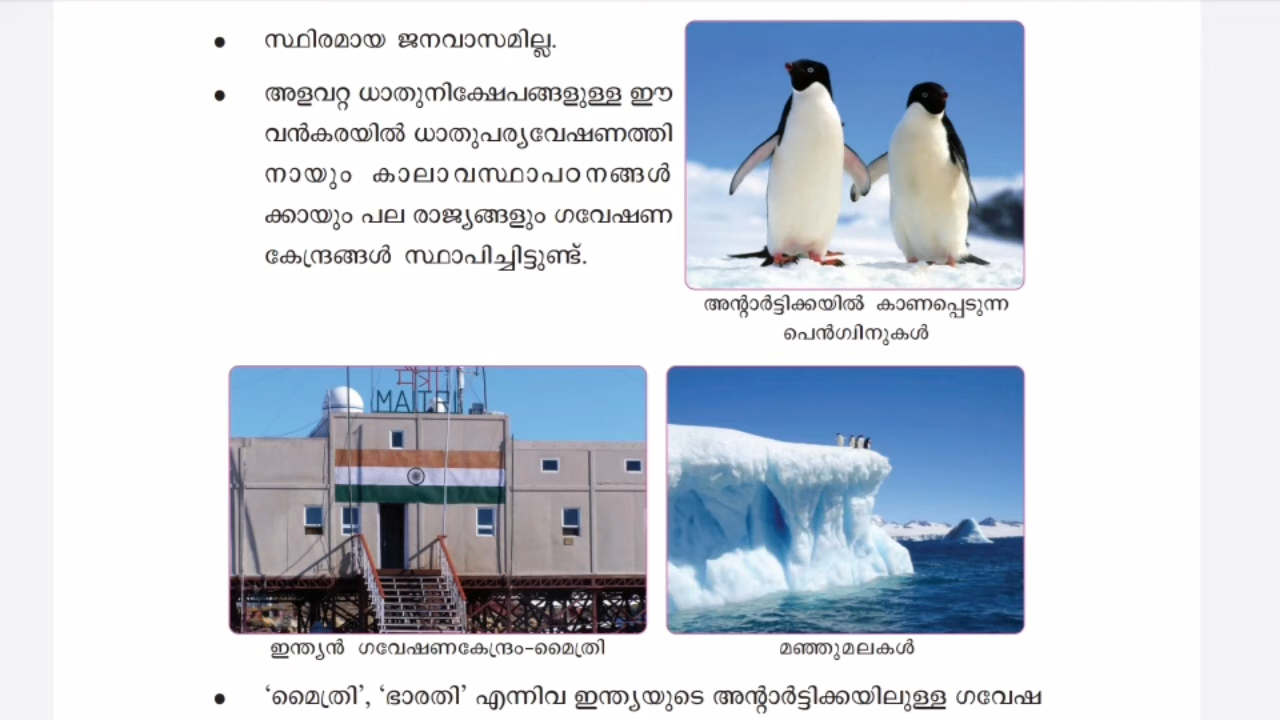 • സ്ഥിരമായ ജനവാസമില്ല.
• അളവറ്റ ധാതുനിക്ഷേപങ്ങളുള്ള ഈ
വൻകരയിൽ ധാതുപര്യവേഷണത്തി
നായും കാലാവസ്ഥാപഠനങ്ങൾ
ക്കായും പല രാജ്യങ്ങളും ഗവേഷണ
കേന്ദ്രങ്ങൾ സ്ഥാപിച്ചിട്ടുണ്ട്.
അന്റാർട്ടിക്കയിൽ കാണപ്പെടുന്ന
പെൻഗ്വിനുകൾ
MAITRI
ഇന്ത്യൻ ഗവേഷണകേന്ദ്രം-മൈത്രി
മഞ്ഞുമലകൾ
• ‘മൈത്രി’, ‘ഭാരതി’ എന്നിവ ഇന്ത്യയുടെ അന്റാർട്ടിക്കയിലുള്ള ഗവേഷ